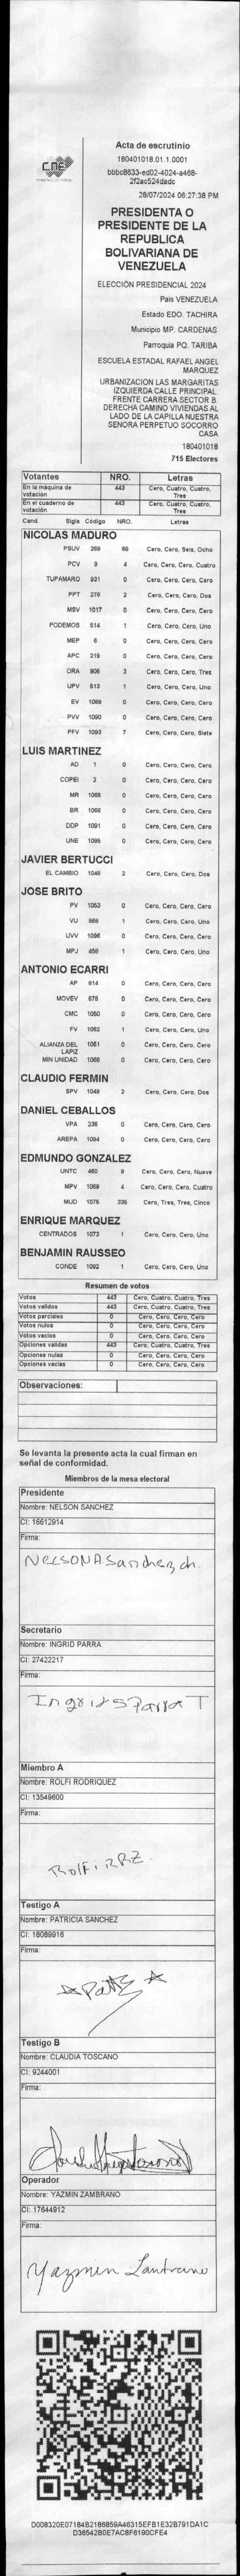 CNE
Acta de escrutinio
180401018.01.1.0001
bbbc8633-ed02-4024-a468-
2f2ac524dadc
28/07/2024 06:27:38 PM
PRESIDENTA O
PRESIDENTE DE LA
REPUBLICA
BOLIVARIANA DE
VENEZUELA
ELECCIÓN PRESIDENCIAL 2024
Pais VENEZUELA
Estado EDO. TACHIRA
Municipio MP. CARDENAS
Parroquia PQ. TARIBA
ESCUELA ESTADAL RAFAEL ANGEL
MARQUEZ
URBANIZACION LAS MARGARITAS
IZQUIERDA CALLE PRINCIPAL.
FRENTE CARRERA SECTOR B.
DERECHA CAMINO VIVIENDAS AL
LADO DE LA CAPILLA NUESTRA
SENORA PERPETUO SOCORRO
CASA
180401018
715 Electores
Votantes NRO. Letras
En la máquina de votación 443 Cero, Cuatro, Cuatro, Tres
En el cuaderno de votación 443 Cero, Cuatro, Cuatro, Tres
Cand. Sigla Código NRO. Letras
NICOLAS MADURO
PSUV 269 68 Cero, Cero, Seis, Ocho
PCV 9 4 Cero, Cero, Cero, Cuatro
TUPAMARO 931 0 Cero, Cero, Cero, Cero
PPT 276 2 Cero, Cero, Cero, Dos
MSV 1017 0 Cero, Cero, Cero, Cero
PODEMOS 514 1 Cero, Cero, Cero, Uno
MEP 6 0 Cero, Cero, Cero, Cero
APC 219 0 Cero, Cero, Cero, Cero
ORA 906 3 Cero, Cero, Cero, Tres
UPV 613 1 Cero, Cero, Cero, Uno
EV 1089 0 Cero, Cero, Cero, Cero
PVV 1090 0 Cero, Cero, Cero, Cero
PFV 1093 7 Cero, Cero, Cero, Siete
LUIS MARTINEZ
AD 1 0 Cero, Cero, Cero, Cero
COPEI 2 0 Cero, Cero, Cero, Cero
MR 1065 0 Cero, Cero, Cero, Cero
BR 1066 0 Cero, Cero, Cero, Cero
DDP 1091 0 Cero, Cero, Cero, Cero
UNE 1095 0 Cero, Cero, Cero, Cero
JAVIER BERTUCCI
EL CAMBIO 1048 2 Cero, Cero, Cero, Dos
JOSE BRITO
PV 1053 0 Cero, Cero, Cero, Cero
VU 868 1 Cero, Cero, Cero, Uno
UVV 1096 0 Cero, Cero, Cero, Cero
MPJ 458 1 Cero, Cero, Cero, Uno
ANTONIO ECARRI
AP 814 0 Cero, Cero, Cero, Cero
MOVEV 878 0 Cero, Cero, Cero, Cero
CMC 1050 0 Cero, Cero, Cero, Cero
FV 1062 1 Cero, Cero, Cero, Uno
ALIANZA DEL LAPIZ 1051 0 Cero, Cero, Cero, Cero
MIN UNIDAD 1068 0 Cero, Cero, Cero, Cero
CLAUDIO FERMIN
SPV 1049 2 Cero, Cero, Cero, Dos
DANIEL CEBALLOS
VPA 236 0 Cero, Cero, Cero, Cero
AREPA 1094 0 Cero, Cero, Cero, Cero
EDMUNDO GONZALEZ
UNTC 460 9 Cero, Cero, Cero, Nueve
MPV 1069 4 Cero, Cero, Cero, Cuatro
MUD 1075 335 Cero, Tres, Tres, Cinco
ENRIQUE MARQUEZ
CENTRADOS 1073 1 Cero, Cero, Cero, Uno
BENJAMIN RAUSSEO
CONDE 1092 1 Cero, Cero, Cero, Uno
Resumen de votos
Votos 443 Cero, Cuatro, Cuatro, Tres
Votos validos 443 Cero, Cuatro, Cuatro, Tres
Votos parciales 0 Cero, Cero, Cero, Cero
Votos nulos 0 Cero, Cero, Cero, Cero
Votos vacios 0 Cero, Cero, Cero, Cero
Opciones validas 443 Cero, Cuatro, Cuatro, Tres
Opciones nulas 0 Cero, Cero, Cero, Cero
Opciones vacias 0 Cero, Cero, Cero, Cero
Observaciones:
Se levanta la presente acta la cual firman en
señal de conformidad.
Miembros de la mesa electoral
Presidente
Nombre: NELSON SANCHEZ
CI: 16612914
Firma:
NelsoNASanchez ch.
Secretario
Nombre: INGRID PARRA
CI: 27422217
Firma:
Ingrid S Parra T
Miembro A
Nombre: ROLFI RODRIQUEZ
CI: 13549600
Firma:
Rolfi RRZ
Testigo A
Nombre: PATRICIA SANCHEZ
CI: 18089916
Firma:
Testigo B
Nombre: CLAUDIA TOSCANO
CI: 9244001
Firma:
Operador
Nombre: YAZMIN ZAMBRANO
CI: 17644912
Firma:
Yazmin Zambrano
D008320E07184B2186859A46315EFB1E32B791DA1C
D36542B0E7AC8F6190CFE4